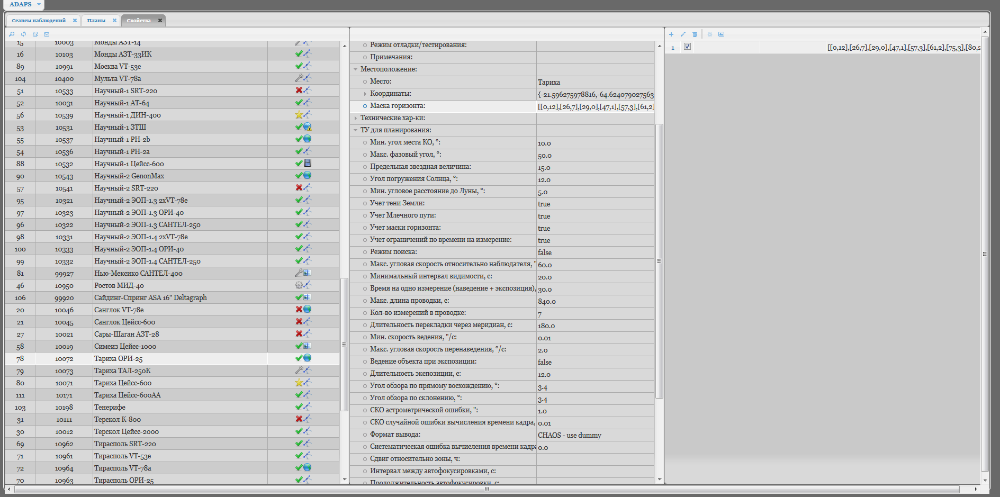 ADAPS
Сеансы наблюдений
Планы
Свойства
15 10003 Монды АЗТ-14
16 10103 Монды АЗТ-33ИК
89 10991 Москва VT-53e
104 10400 Мульта VT-78a
51 10533 Научный-1 SRT-220
52 10031 Научный-1 АТ-64
56 10539 Научный-1 ДИН-400
53 10531 Научный-1 ЗТШ
55 10537 Научный-1 РН-2b
54 10536 Научный-1 РН-2a
88 10532 Научный-1 Цейсс-600
90 10543 Научный-2 GenonMax
57 10541 Научный-2 SRT-220
95 10321 Научный-2 ЭОП-1.3 2xVT-78e
97 10323 Научный-2 ЭОП-1.3 ОРИ-40
96 10322 Научный-2 ЭОП-1.3 САНТЕЛ-250
98 10331 Научный-2 ЭОП-1.4 2xVT-78e
100 10333 Научный-2 ЭОП-1.4 ОРИ-40
99 10332 Научный-2 ЭОП-1.4 САНТЕЛ-250
81 99927 Нью-Мексико САНТЕЛ-400
46 10950 Ростов МИД-40
106 99920 Сайдинг-Спринг ASA 16" Deltagraph
20 10046 Санглок VT-78e
21 10045 Санглок Цейсс-600
27 10021 Сары-Шаган АЗТ-28
58 10019 Симеиз Цейсс-1000
78 10072 Тариха ОРИ-25
79 10073 Тариха ТАЛ-250К
80 10071 Тариха Цейсс-600
111 10171 Тариха Цейсс-600АА
103 10198 Тенерифе
31 10111 Терскол К-800
30 10012 Терскол Цейсс-2000
69 10962 Тирасполь SRT-220
71 10961 Тирасполь VT-53e
72 10964 Тирасполь VT-78a
70 10963 Тирасполь ОРИ-25
Режим отладки/тестирования:
Примечания:
Местоположение:
Место: Тариха
Координаты: {-21.596275978816,-64.624079027563
Маска горизонта: [[0,12],[26,7],[29,0],[47,1],[57,3],[61,2]
Технические хар-ки:
ТУ для планирования:
Мин. угол места КО, °: 10.0
Макс. фазовый угол, °: 50.0
Предельная звездная величина: 15.0
Угол погружения Солнца, °: 12.0
Мин. угловое расстояние до Луны, °: 5.0
Учет тени Земли: true
Учет Млечного пути: true
Учет маски горизонта: true
Учет ограничений по времени на измерение: true
Режим поиска: false
Макс. угловая скорость относительно наблюдателя, " 60.0
Минимальный интервал видимости, с: 20.0
Время на одно измерение (наведение + экспозиция), 30.0
Макс. длина проводки, с: 840.0
Кол-во измерений в проводке: 7
Длительность перекладки через меридиан, с: 180.0
Мин. скорость ведения, "/с: 0.01
Макс. угловая скорость перенаведения, °/с: 2.0
Ведение объекта при экспозиции: false
Длительность экспозиции, с: 12.0
Угол обзора по прямому восхождению, °: 3.4
Угол обзора по склонению, °: 3.4
СКО астрометрической ошибки, ": 1.0
СКО случайной ошибки вычисления времени кадра, 0.01
Формат вывода: CHAOS - use dummy
Систематическая ошибка вычисления времени кадра 0.0
Сдвиг относительно зоны, ч:
Интервал между автофокусировками, с:
Продолжительность автофокусировки, с:
1 [[0,12],[26,7],[29,0],[47,1],[57,3],[61,2],[75,3],[80,2